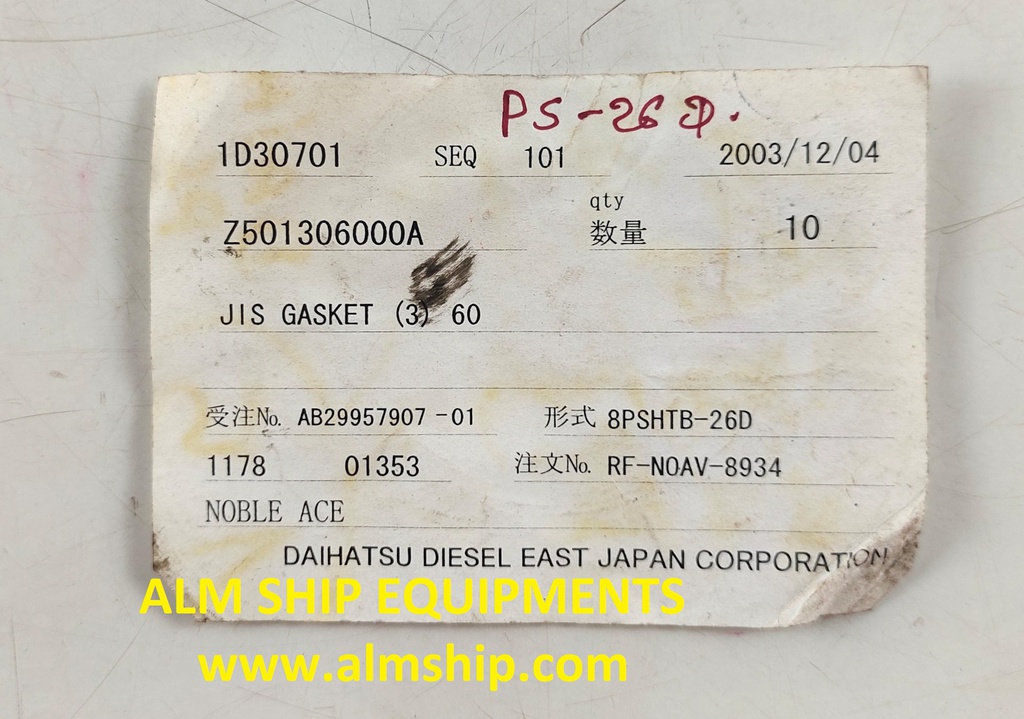 PS-26D.
1D30701 SEQ 101 2003/12/04
qty
Z501306000A 数量 10
JIS GASKET (3) 60
受注No. AB29957907 -01 形式 8PSHTB-26D
1178 01353 注文No. RF-NOAV-8934
NOBLE ACE
DAIHATSU DIESEL EAST JAPAN CORPORATION
ALM SHIP EQUIPMENTS
www.almship.com